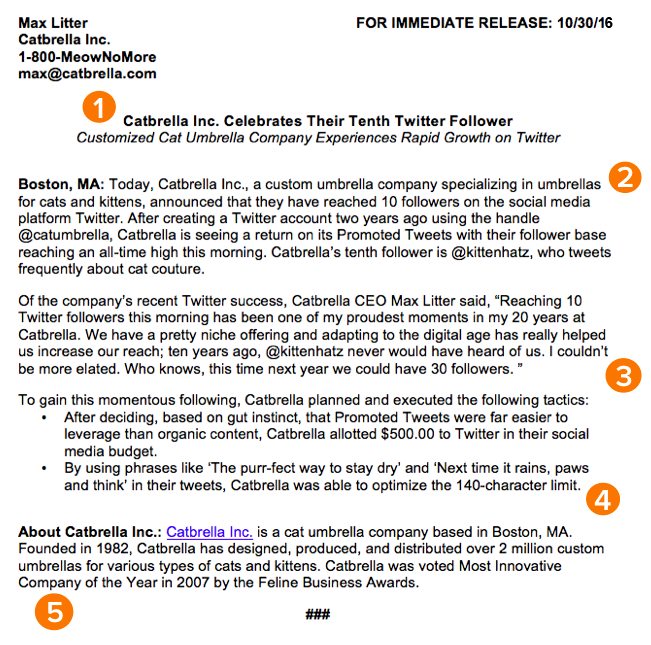 Max Litter FOR IMMEDIATE RELEASE: 10/30/16
Catbrella Inc.
1-800-MeowNoMore
max@catbrella.com
1
Catbrella Inc. Celebrates Their Tenth Twitter Follower
Customized Cat Umbrella Company Experiences Rapid Growth on Twitter
2
Boston, MA: Today, Catbrella Inc., a custom umbrella company specializing in umbrellas
for cats and kittens, announced that they have reached 10 followers on the social media
platform Twitter. After creating a Twitter account two years ago using the handle
@catumbrella, Catbrella is seeing a return on its Promoted Tweets with their follower base
reaching an all-time high this morning. Catbrella's tenth follower is @kittenhatz, who tweets
frequently about cat couture.
Of the company's recent Twitter success, Catbrella CEO Max Litter said, “Reaching 10
Twitter followers this morning has been one of my proudest moments in my 20 years at
Catbrella. We have a pretty niche offering and adapting to the digital age has really helped
us increase our reach; ten years ago, @kittenhatz never would have heard of us. I couldn't
be more elated. Who knows, this time next year we could have 30 followers. ”
3
To gain this momentous following, Catbrella planned and executed the following tactics:
• After deciding, based on gut instinct, that Promoted Tweets were far easier to
leverage than organic content, Catbrella allotted $500.00 to Twitter in their social
media budget.
• By using phrases like ‘The purr-fect way to stay dry’ and ‘Next time it rains, paws
and think’ in their tweets, Catbrella was able to optimize the 140-character limit.
4
About Catbrella Inc.: Catbrella Inc. is a cat umbrella company based in Boston, MA.
Founded in 1982, Catbrella has designed, produced, and distributed over 2 million custom
umbrellas for various types of cats and kittens. Catbrella was voted Most Innovative
Company of the Year in 2007 by the Feline Business Awards.
5
###